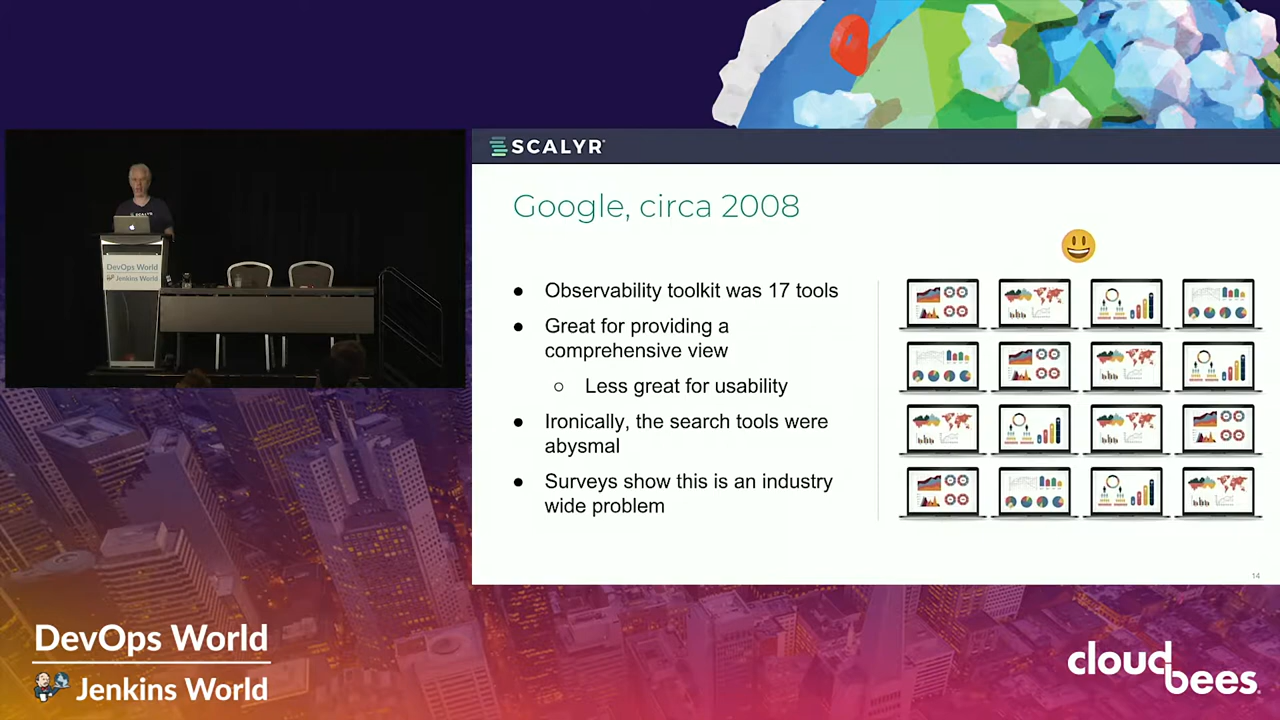 SCALYR
Google, circa 2008
● Observability toolkit was 17 tools
● Great for providing a
comprehensive view
○ Less great for usability
● Ironically, the search tools were
abysmal
● Surveys show this is an industry
wide problem
14
SCALYR
DevOps World
Jenkins World
DevOps World
Jenkins World
cloudbees